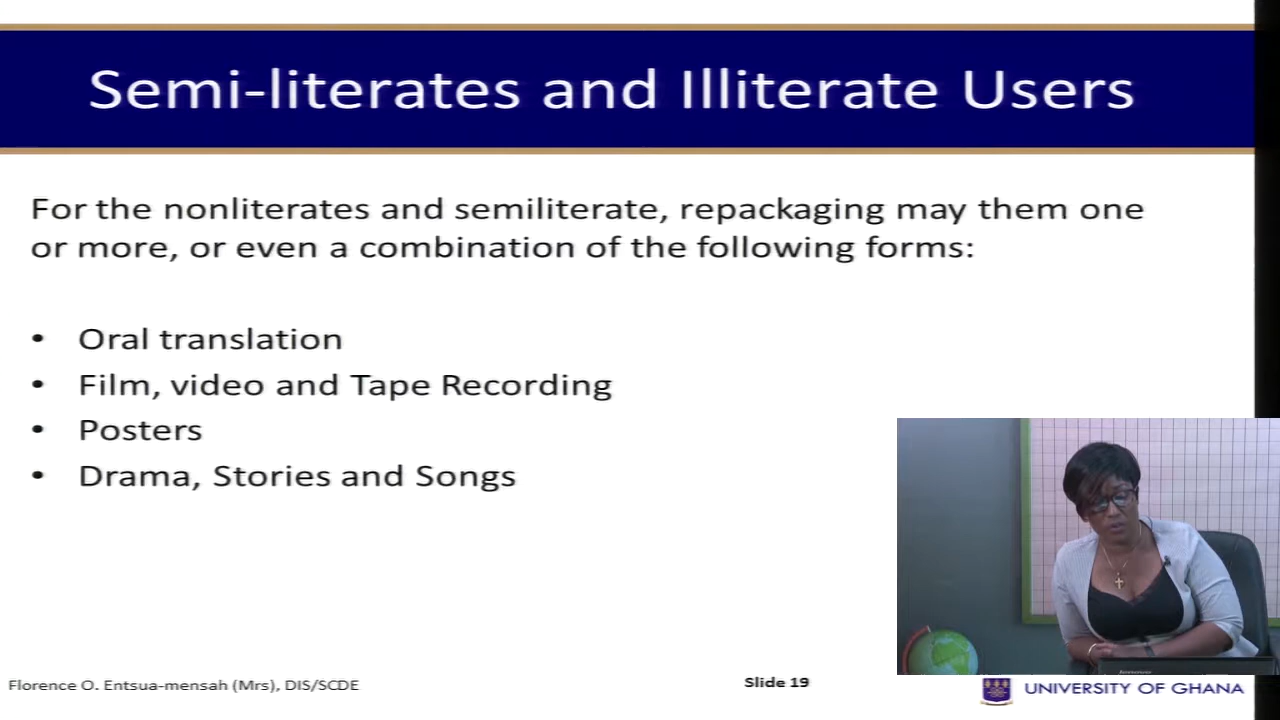 Semi-literates and Illiterate Users
For the nonliterates and semiliterate, repackaging may them one
or more, or even a combination of the following forms:
• Oral translation
• Film, video and Tape Recording
• Posters
• Drama, Stories and Songs
Florence O. Entsua-mensah (Mrs), DIS/SCDE
Slide 19
UNIVERSITY OF GHANA